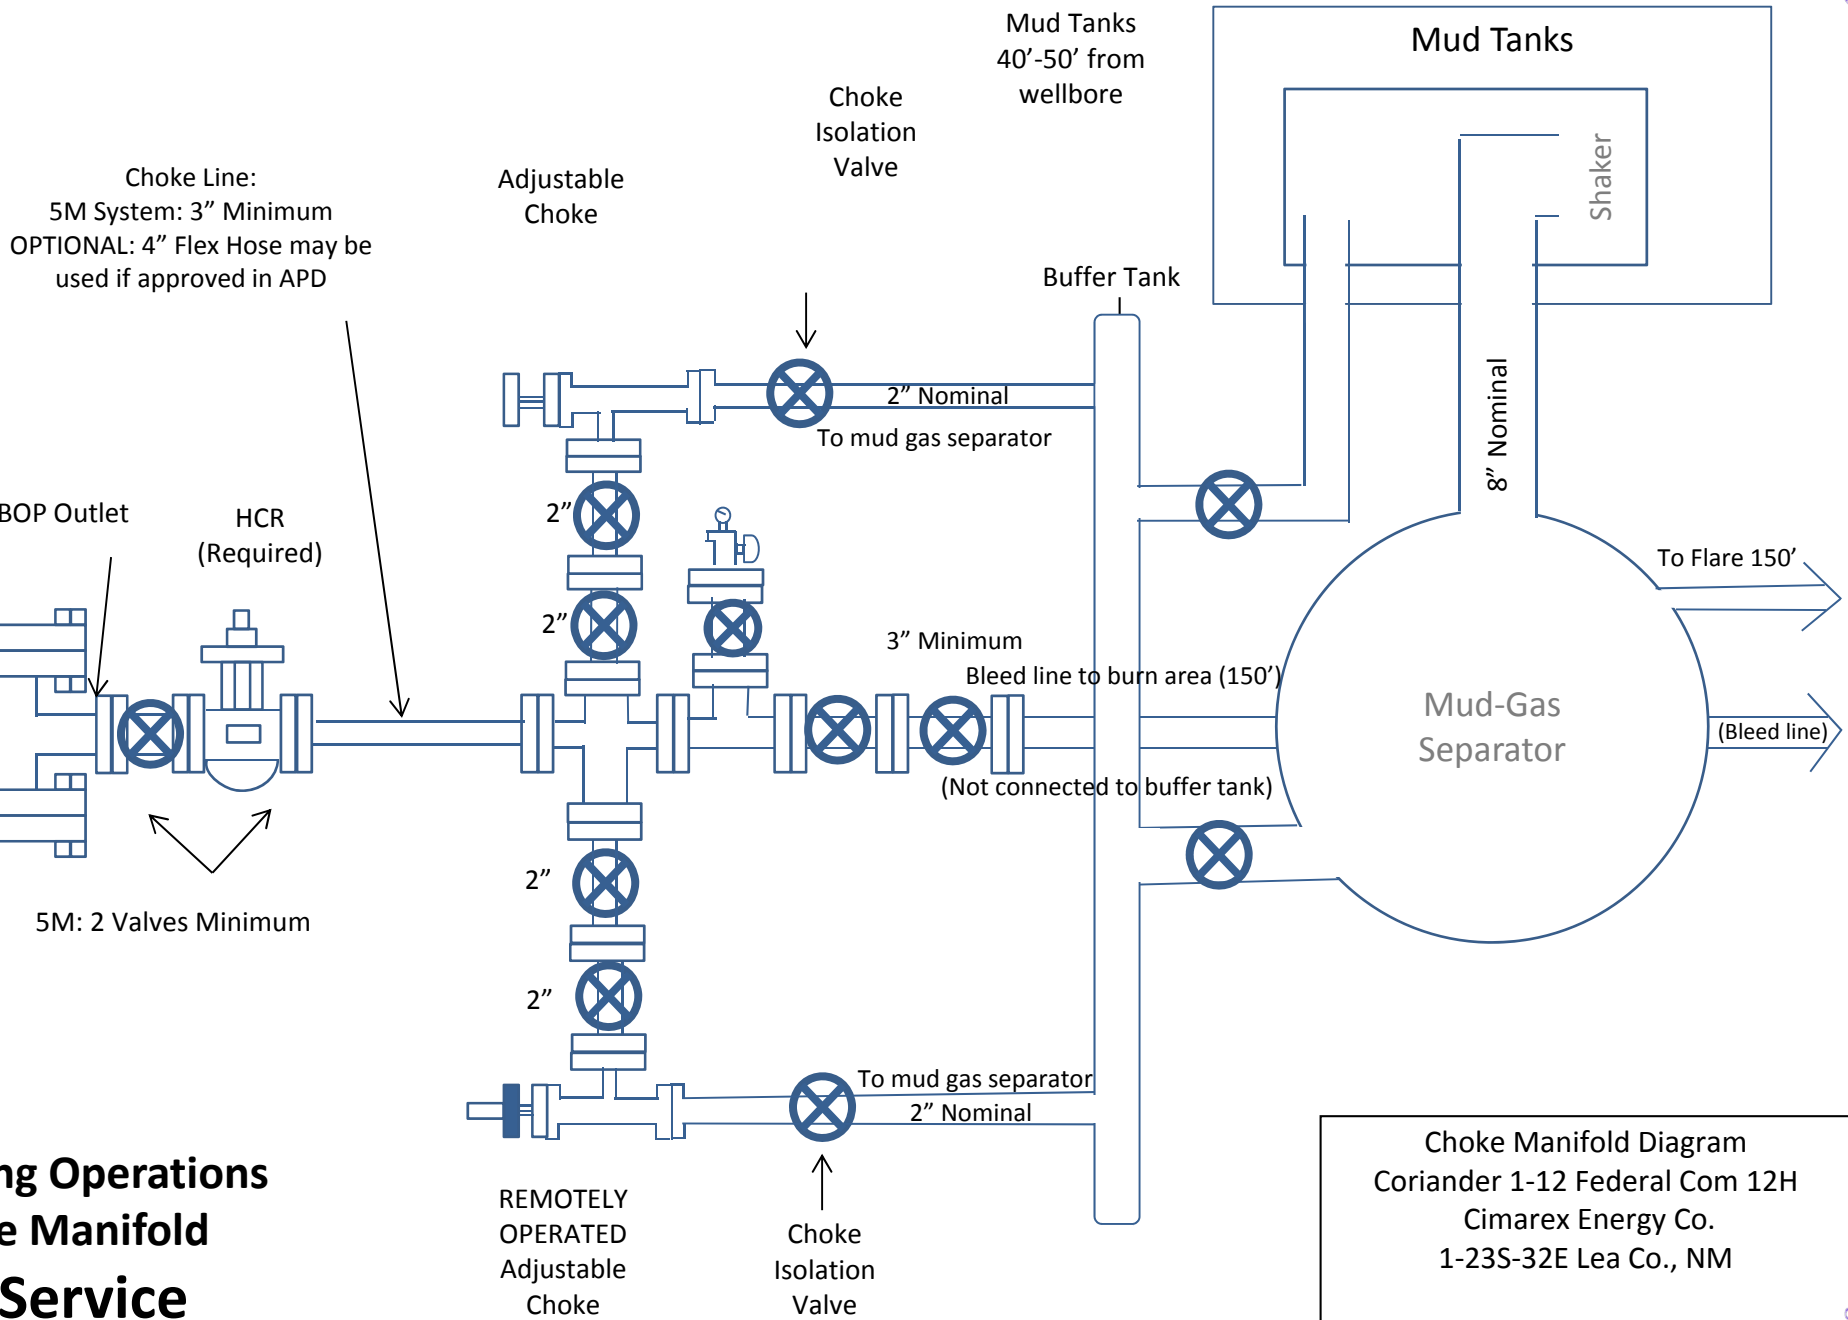 Mud Tanks
40’-50’ from
wellbore
Mud Tanks
Shaker
Choke
Isolation
Valve
Adjustable
Choke
Choke Line:
5M System: 3” Minimum
OPTIONAL: 4” Flex Hose may be
used if approved in APD
Buffer Tank
2” Nominal
To mud gas separator
8” Nominal
BOP Outlet
HCR
(Required)
2”
2”
To Flare 150’
3” Minimum
Bleed line to burn area (150’)
Mud-Gas
Separator
(Bleed line)
(Not connected to buffer tank)
5M: 2 Valves Minimum
2”
2”
To mud gas separator
2” Nominal
REMOTELY
OPERATED
Adjustable
Choke
Choke
Isolation
Valve
ng Operations
e Manifold
Service
Choke Manifold Diagram
Coriander 1-12 Federal Com 12H
Cimarex Energy Co.
1-23S-32E Lea Co., NM